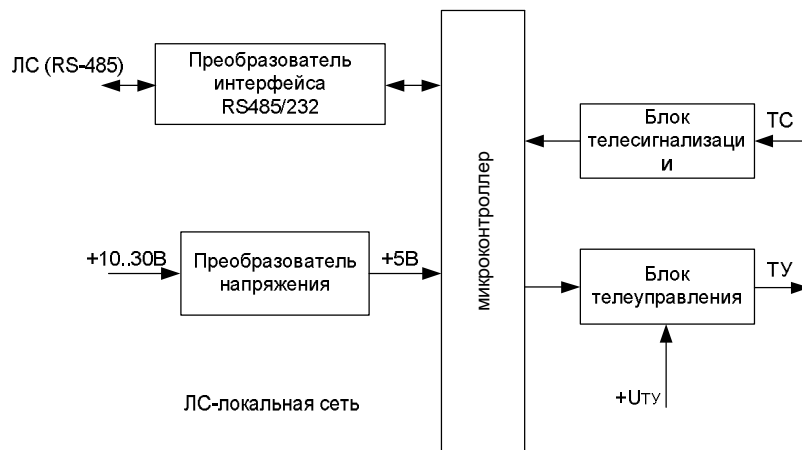 ЛС (RS-485)
Преобразователь
интерфейса
RS485/232
микроконтроллер
Блок
телесигнализаци
и
ТС
+10..30В
Преобразователь
напряжения
+5В
Блок
телеуправления
ТУ
+UТУ
ЛС-локальная сеть